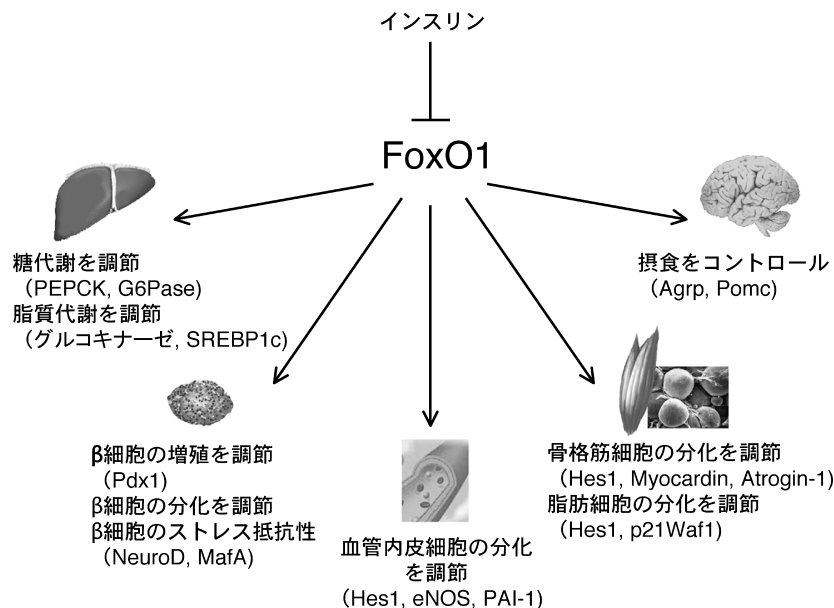 インスリン
FoxO1
糖代謝を調節
（PEPCK, G6Pase）
脂質代謝を調節
（グルコキナーゼ, SREBP1c）
摂食をコントロール
（Agrp, Pomc）
β細胞の増殖を調節
（Pdx1）
β細胞の分化を調節
β細胞のストレス抵抗性
（NeuroD, MafA）
血管内皮細胞の分化
を調節
（Hes1, eNOS, PAI-1）
骨格筋細胞の分化を調節
（Hes1, Myocardin, Atrogin-1）
脂肪細胞の分化を調節
（Hes1, p21Waf1）